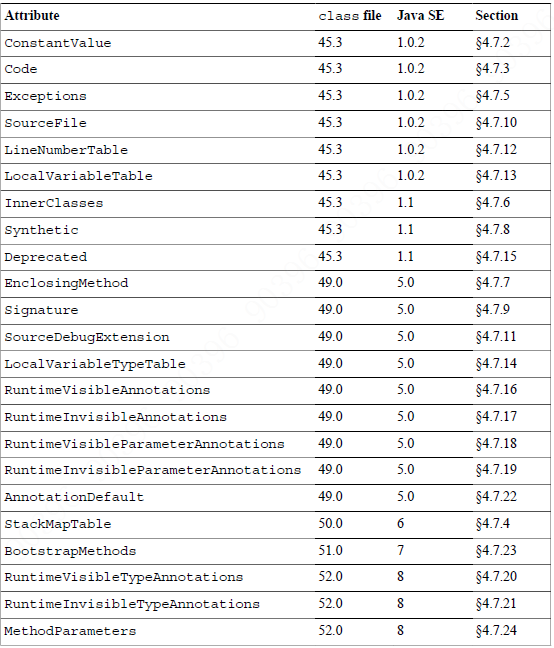 Attribute class file Java SE Section
ConstantValue 45.3 1.0.2 §4.7.2
Code 45.3 1.0.2 §4.7.3
Exceptions 45.3 1.0.2 §4.7.5
SourceFile 45.3 1.0.2 §4.7.10
LineNumberTable 45.3 1.0.2 §4.7.12
LocalVariableTable 45.3 1.0.2 §4.7.13
InnerClasses 45.3 1.1 §4.7.6
Synthetic 45.3 1.1 §4.7.8
Deprecated 45.3 1.1 §4.7.15
EnclosingMethod 49.0 5.0 §4.7.7
Signature 49.0 5.0 §4.7.9
SourceDebugExtension 49.0 5.0 §4.7.11
LocalVariableTypeTable 49.0 5.0 §4.7.14
RuntimeVisibleAnnotations 49.0 5.0 §4.7.16
RuntimeInvisibleAnnotations 49.0 5.0 §4.7.17
RuntimeVisibleParameterAnnotations 49.0 5.0 §4.7.18
RuntimeInvisibleParameterAnnotations 49.0 5.0 §4.7.19
AnnotationDefault 49.0 5.0 §4.7.22
StackMapTable 50.0 6 §4.7.4
BootstrapMethods 51.0 7 §4.7.23
RuntimeVisibleTypeAnnotations 52.0 8 §4.7.20
RuntimeInvisibleTypeAnnotations 52.0 8 §4.7.21
MethodParameters 52.0 8 §4.7.24